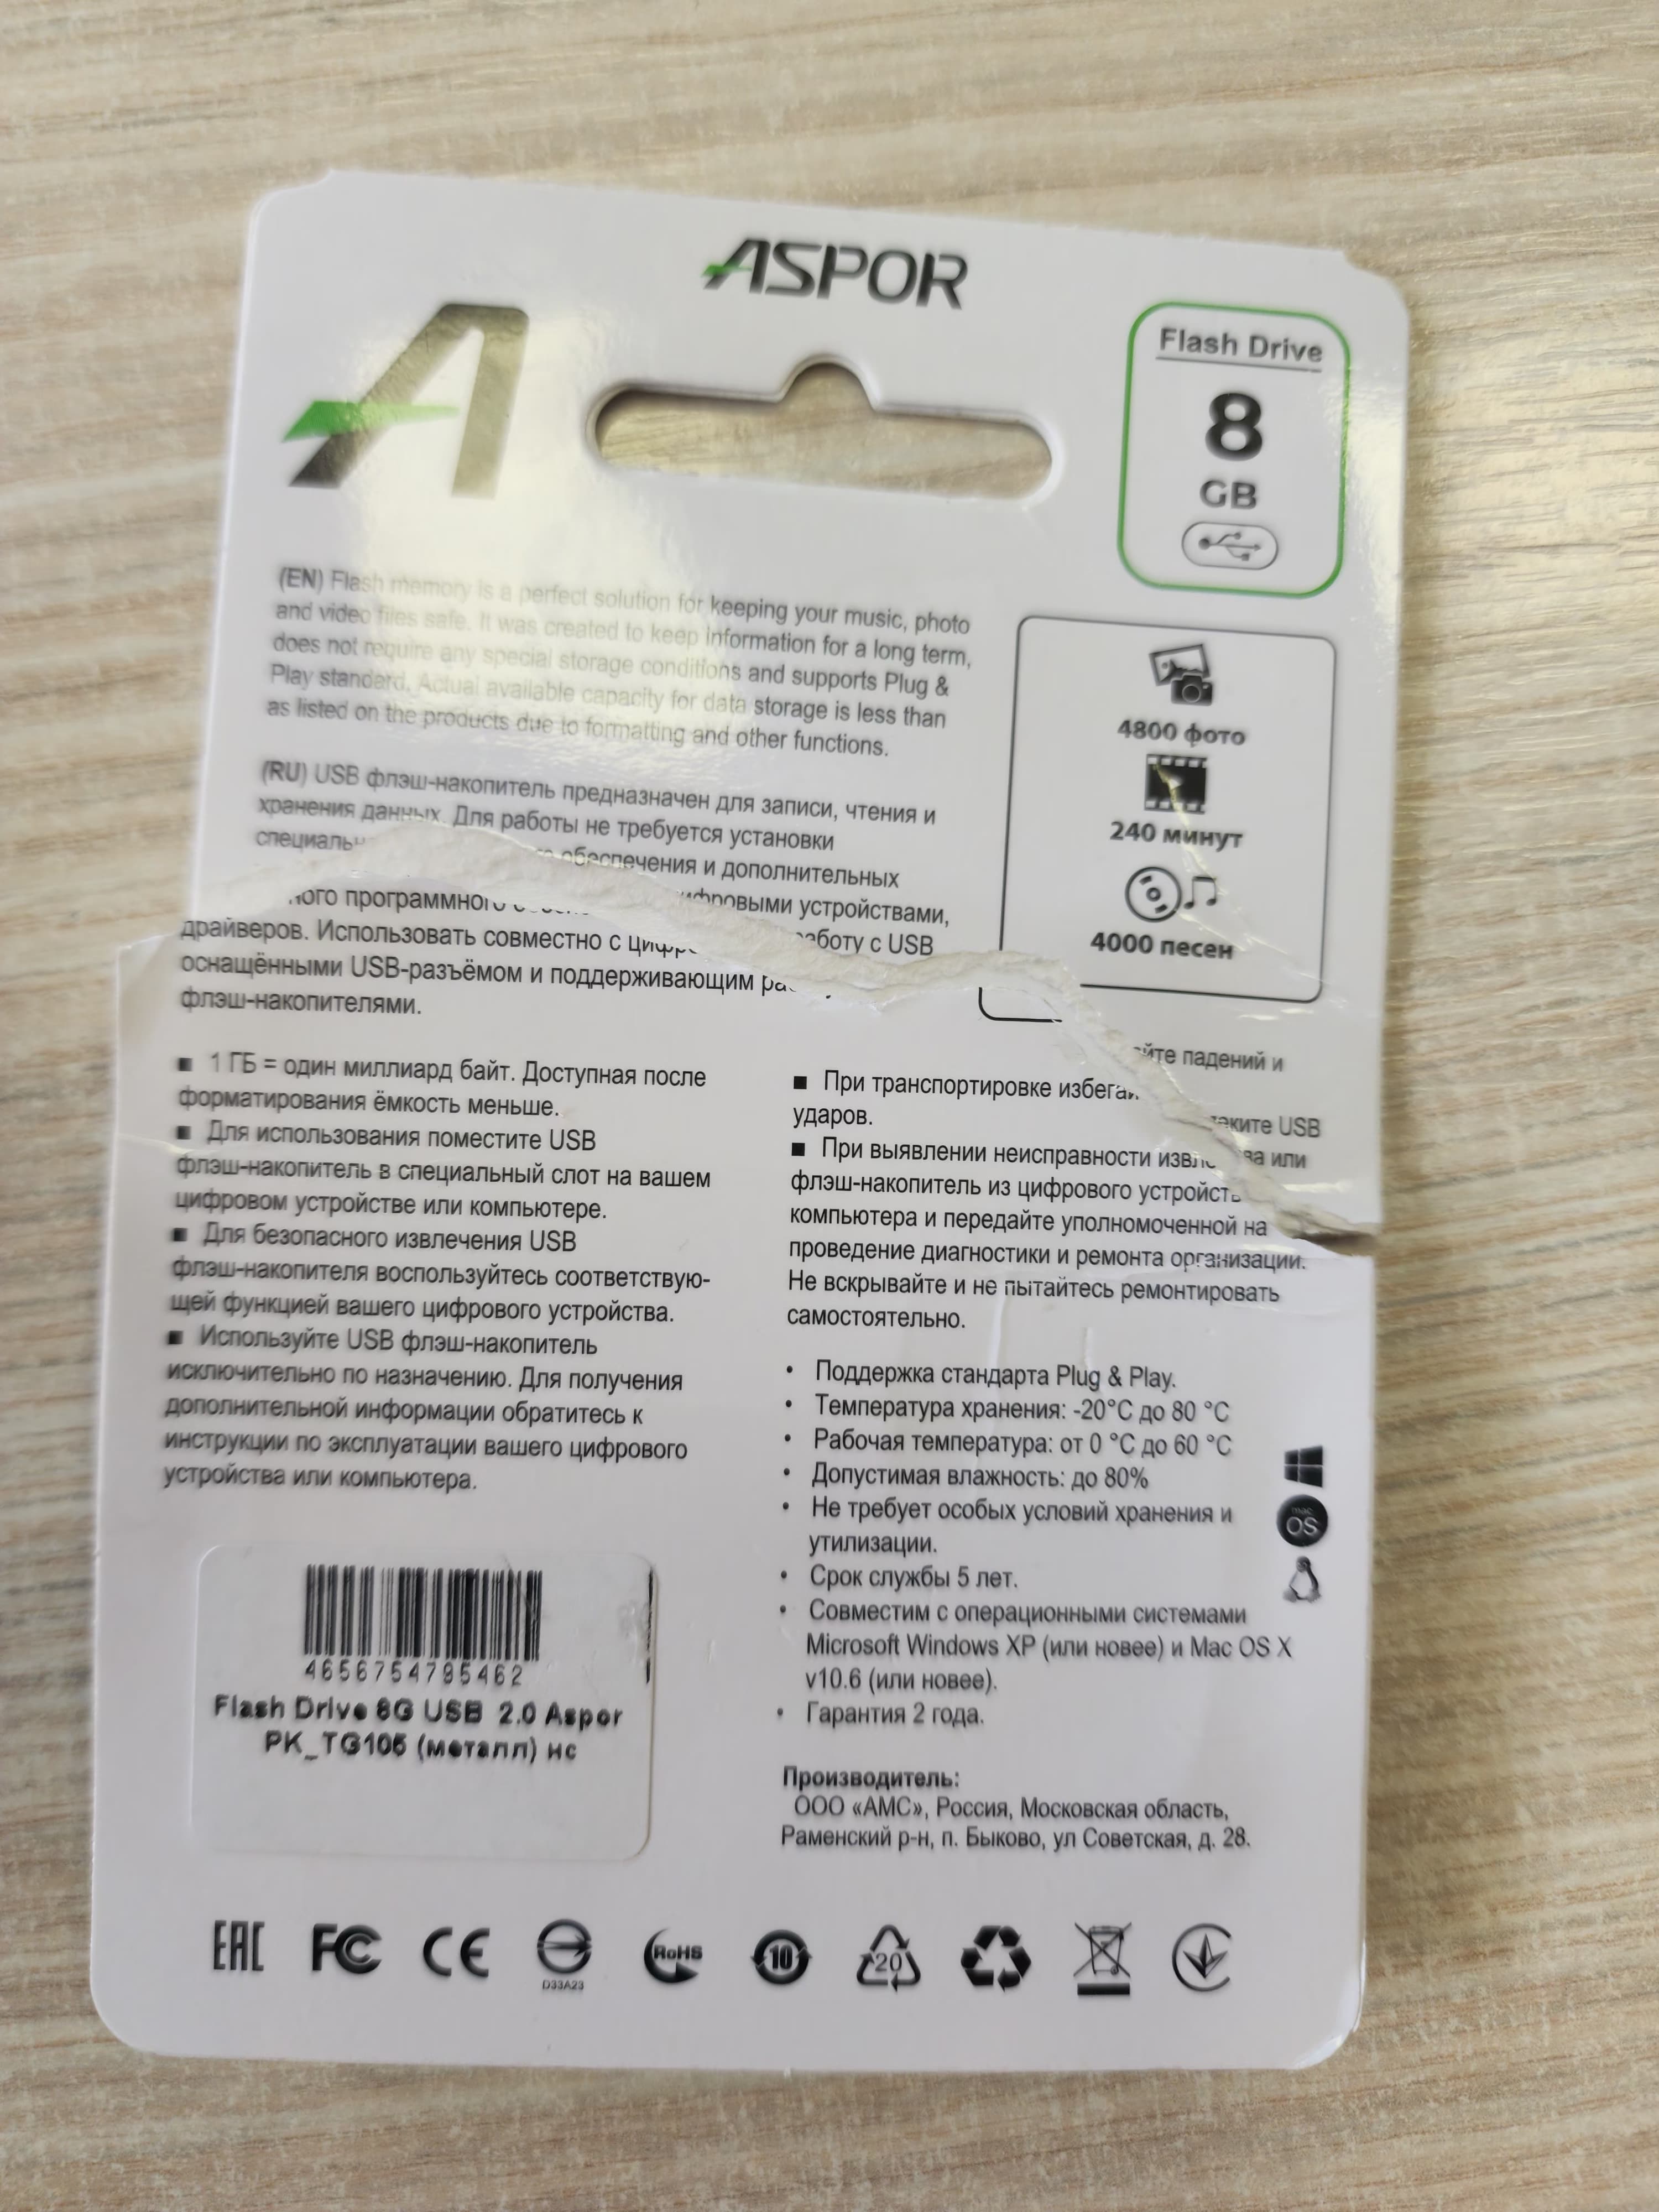 ASPOR
Flash Drive
8
GB
(EN) Flash memory is a perfect solution for keeping your music, photo
and video files safe. It was created to keep information for a long term,
does not require any special storage conditions and supports Plug &
Play standard. Actual available capacity for data storage is less than
as listed on the products due to formatting and other functions.
4800 фото
240 минут
4000 песен
(RU) USB флэш-накопитель предназначен для записи, чтения и
хранения данных. Для работы не требуется установки
специального программного обеспечения и дополнительных
драйверов. Использовать совместно с цифровыми устройствами,
оснащёнными USB-разъёмом и поддерживающим работу с USB
флэш-накопителями.
■ 1 ГБ = один миллиард байт. Доступная после
форматирования ёмкость меньше.
■ Для использования поместите USB
флэш-накопитель в специальный слот на вашем
цифровом устройстве или компьютере.
■ Для безопасного извлечения USB
флэш-накопителя воспользуйтесь соответствую-
щей функцией вашего цифрового устройства.
■ Используйте USB флэш-накопитель
исключительно по назначению. Для получения
дополнительной информации обратитесь к
инструкции по эксплуатации вашего цифрового
устройства или компьютера.
■ При транспортировке избегайте падений и
ударов.
■ При выявлении неисправности извлеките USB
флэш-накопитель из цифрового устройства или
компьютера и передайте уполномоченной на
проведение диагностики и ремонта организации.
Не вскрывайте и не пытайтесь ремонтировать
самостоятельно.
• Поддержка стандарта Plug & Play.
• Температура хранения: -20°C до 80 °C
• Рабочая температура: от 0 °C до 60 °C
• Допустимая влажность: до 80%
• Не требует особых условий хранения и
утилизации.
• Срок службы 5 лет.
• Совместим с операционными системами
Microsoft Windows XP (или новее) и Mac OS X
v10.6 (или новее).
• Гарантия 2 года.
mac
OS
4656754795462
Flash Drive 8G USB 2.0 Aspor
PK_TG105 (металл) нс
Производитель:
ООО «АМС», Россия, Московская область,
Раменский р-н, п. Быково, ул Советская, д. 28.
EAC FC CE D33A23 RoHS 10 20